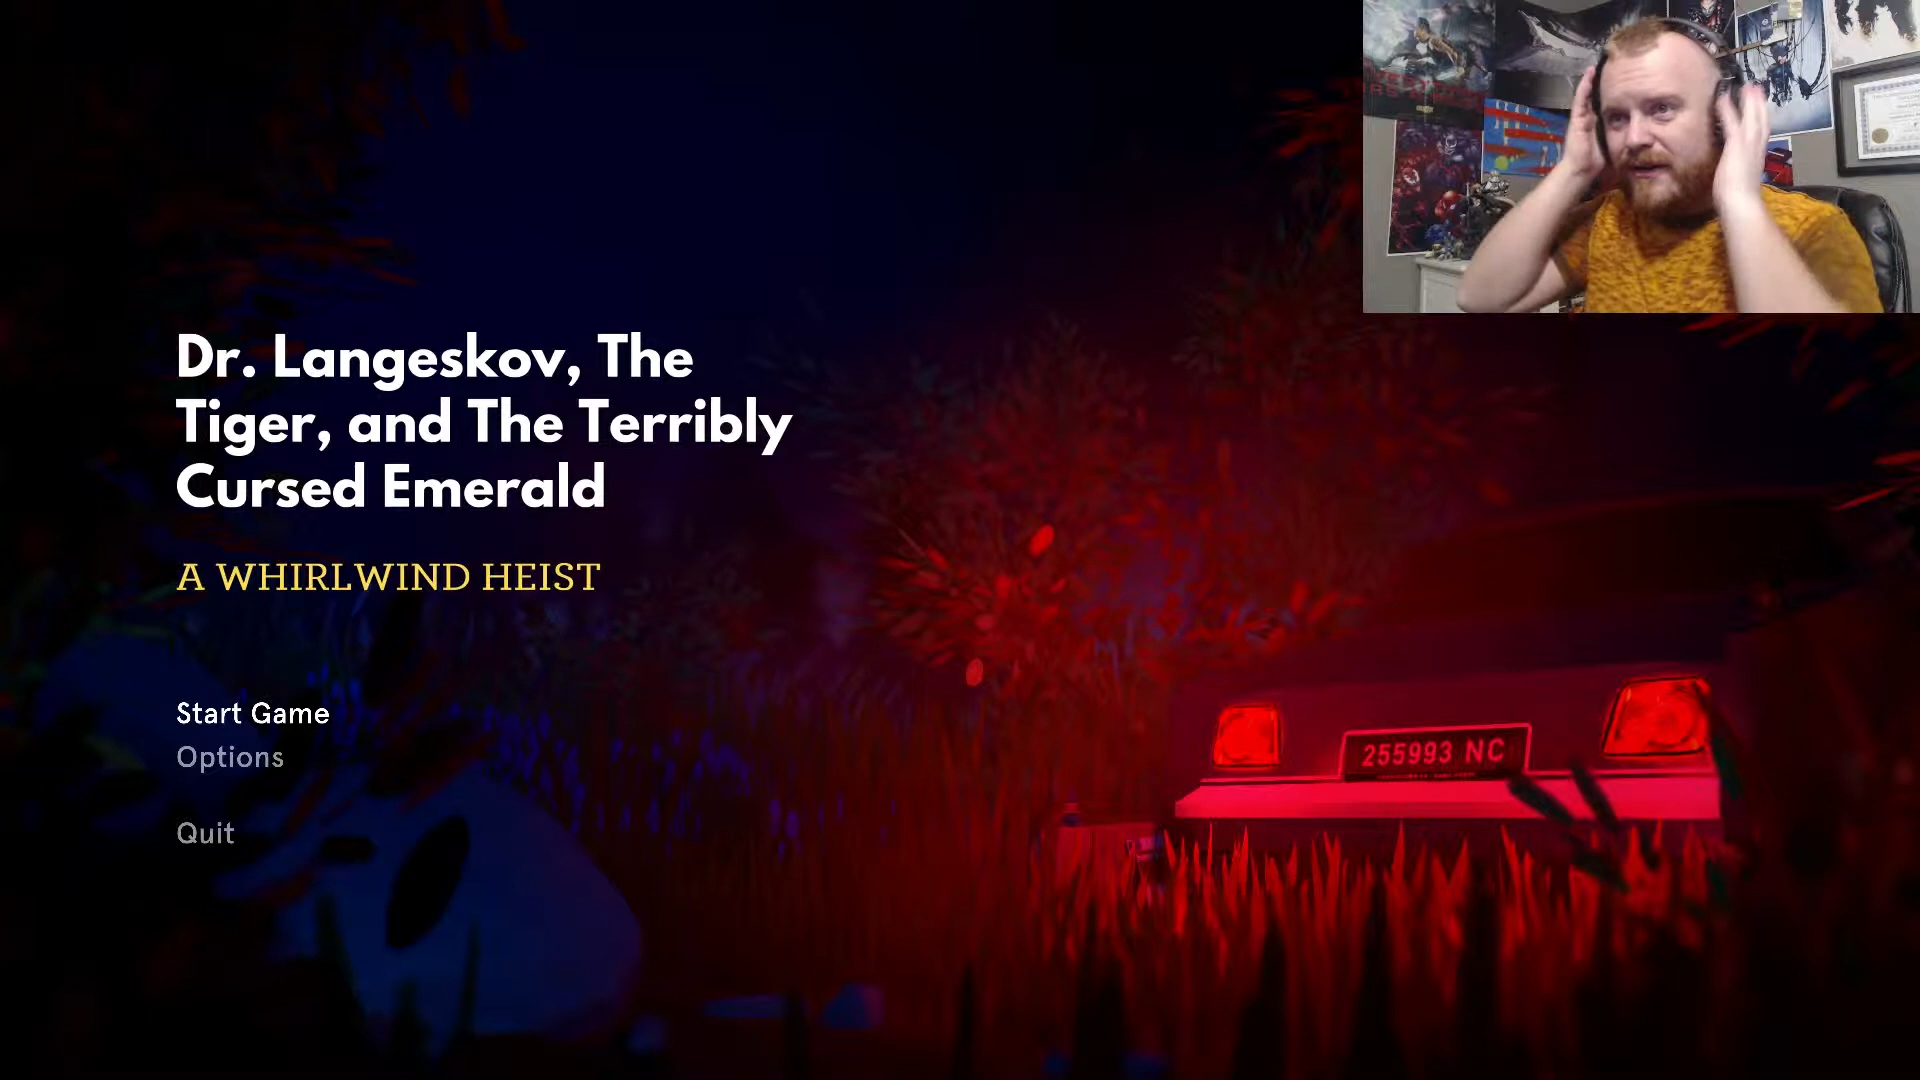 Dr. Langeskov, The
Tiger, and The Terribly
Cursed Emerald
A WHIRLWIND HEIST
Start Game
Options
Quit
255993 NC